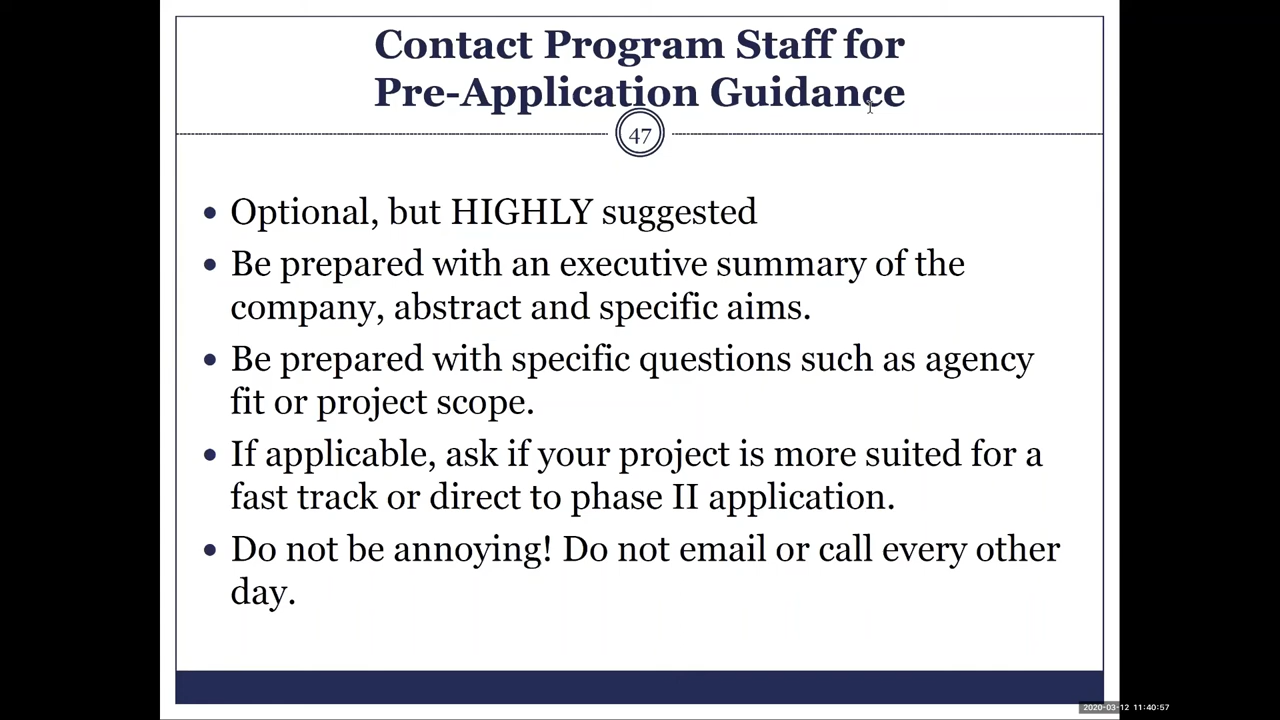 Contact Program Staff for
Pre-Application Guidance
47
• Optional, but HIGHLY suggested
• Be prepared with an executive summary of the
company, abstract and specific aims.
• Be prepared with specific questions such as agency
fit or project scope.
• If applicable, ask if your project is more suited for a
fast track or direct to phase II application.
• Do not be annoying! Do not email or call every other
day.
2020-03-12 11:40:57